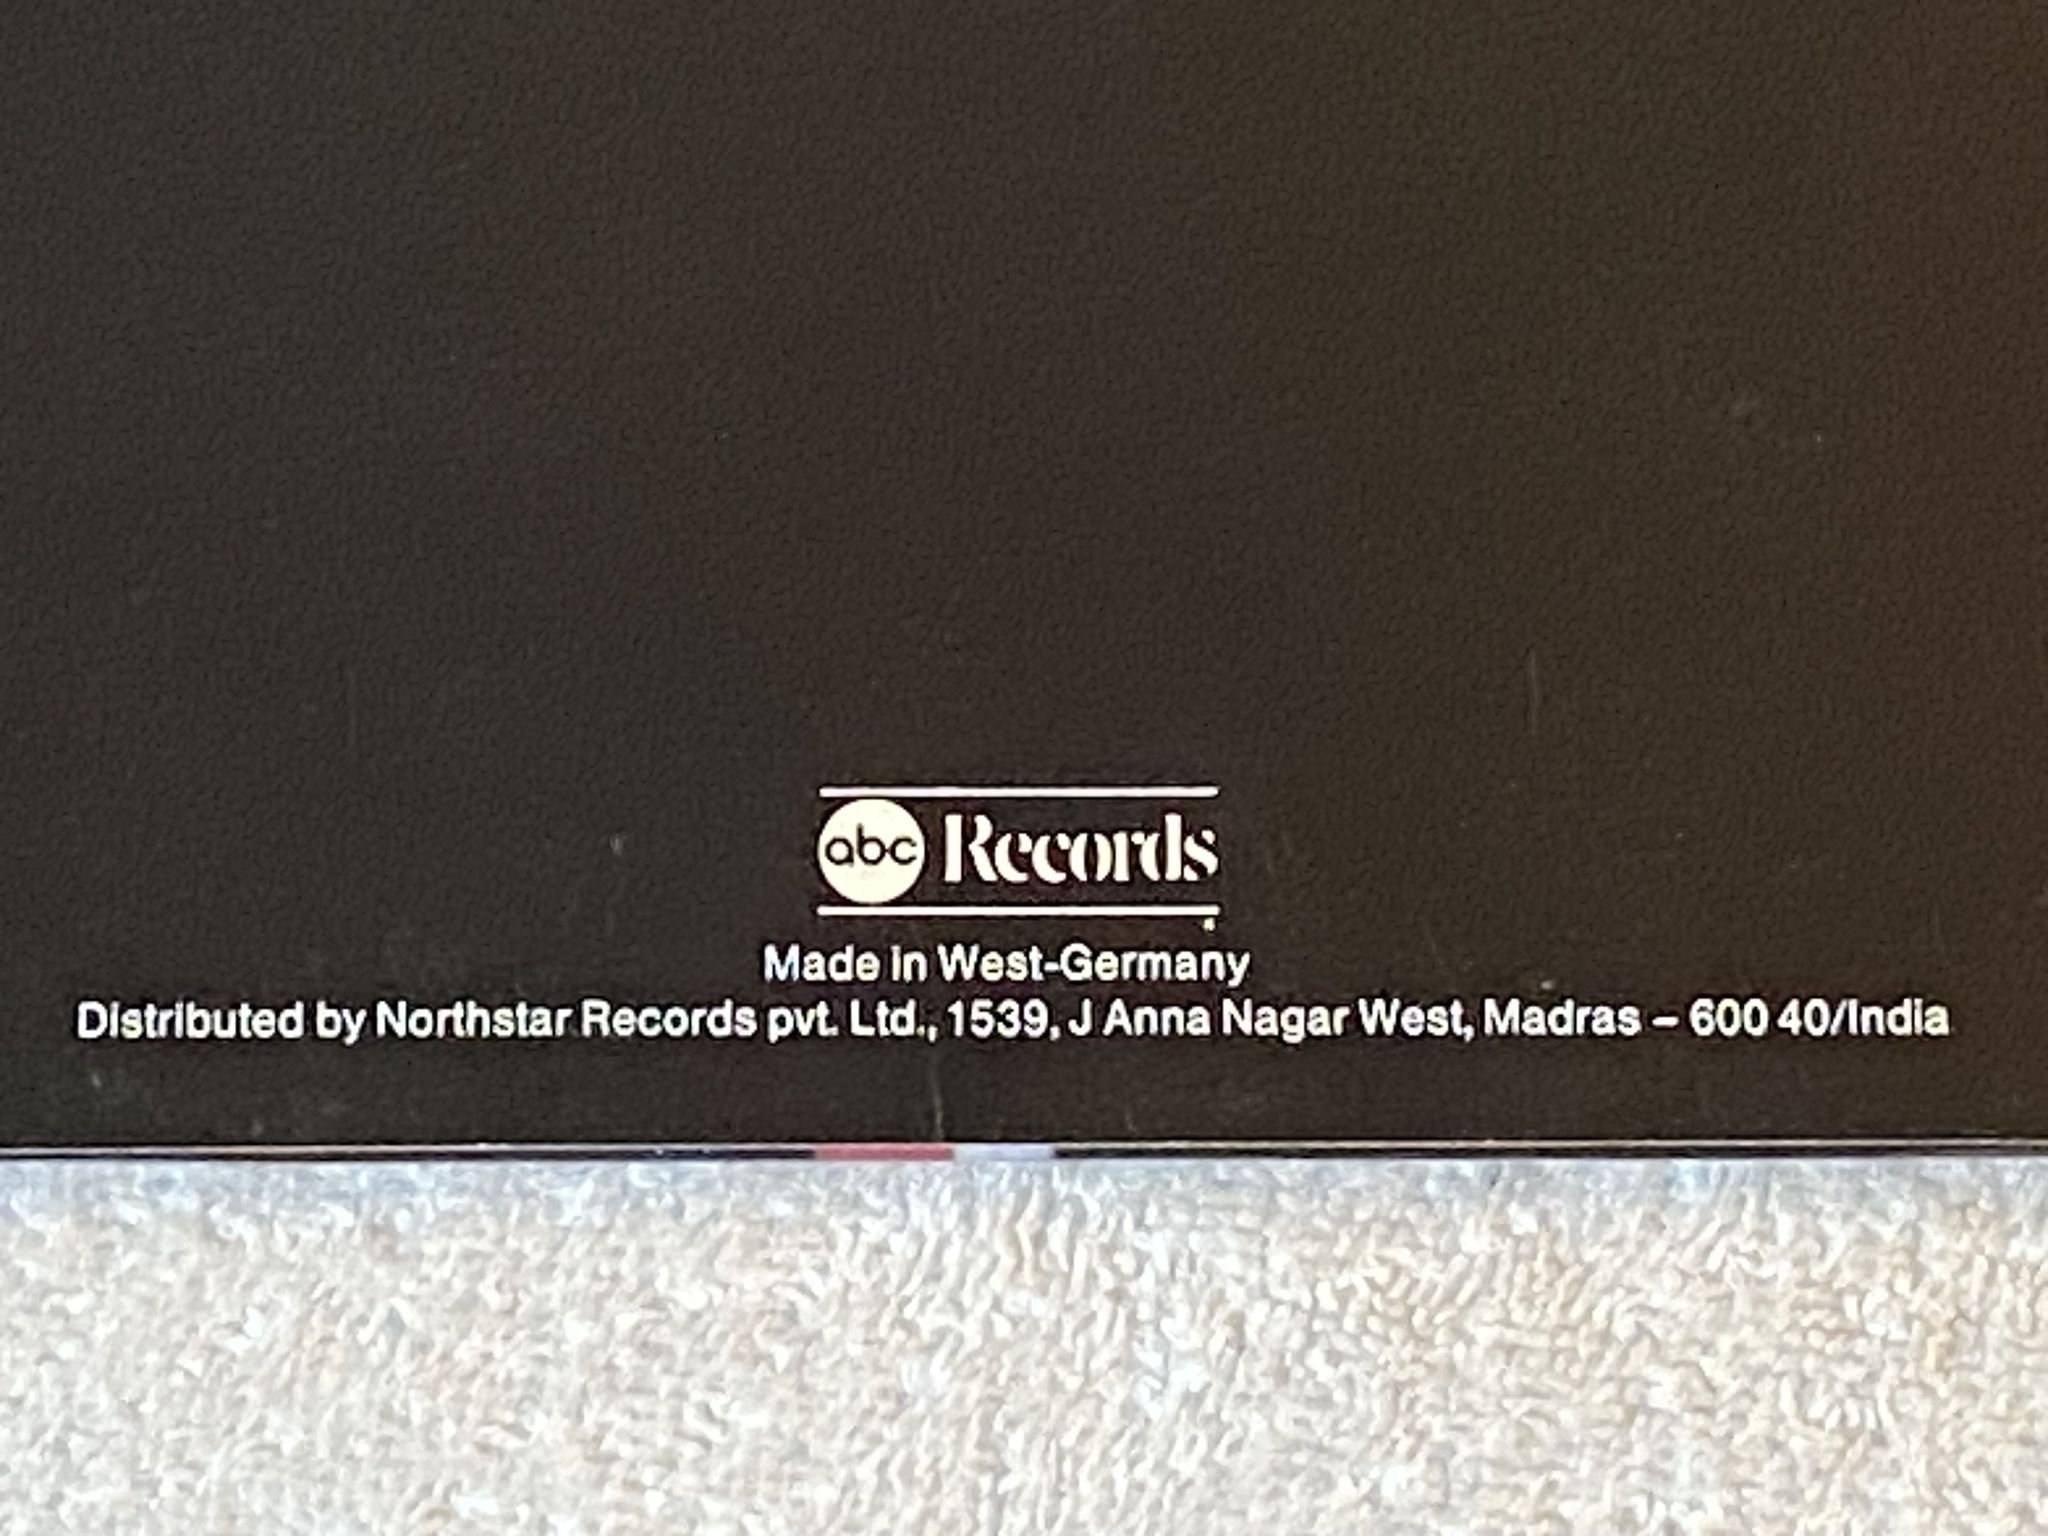 abc Records
Made in West-Germany
Distributed by Northstar Records pvt. Ltd., 1539, J Anna Nagar West, Madras – 600 40/India